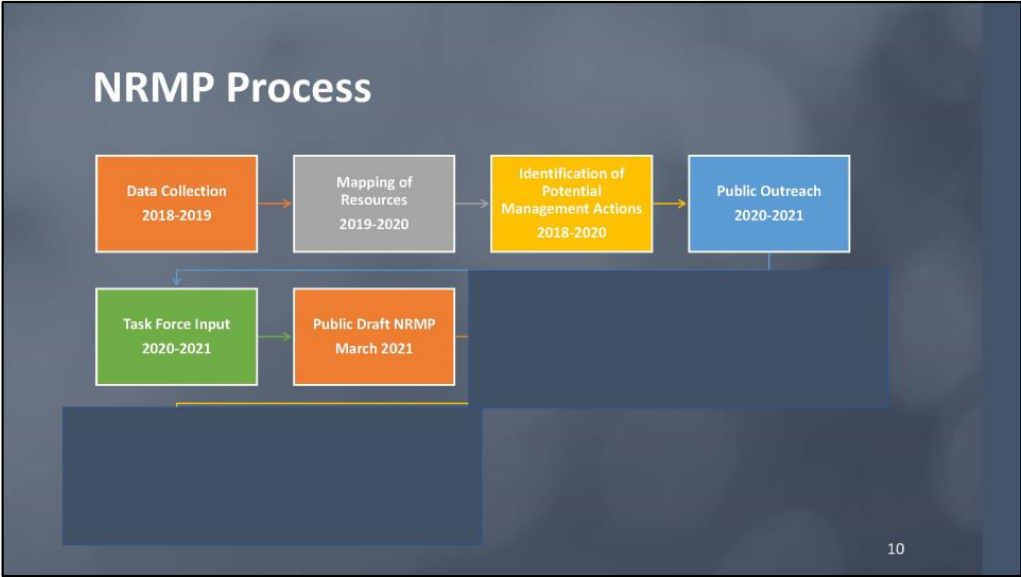 NRMP Process
Data Collection
2018-2019
Mapping of
Resources
2019-2020
Identification of
Potential
Management Actions
2018-2020
Public Outreach
2020-2021
Task Force Input
2020-2021
Public Draft NRMP
March 2021
10